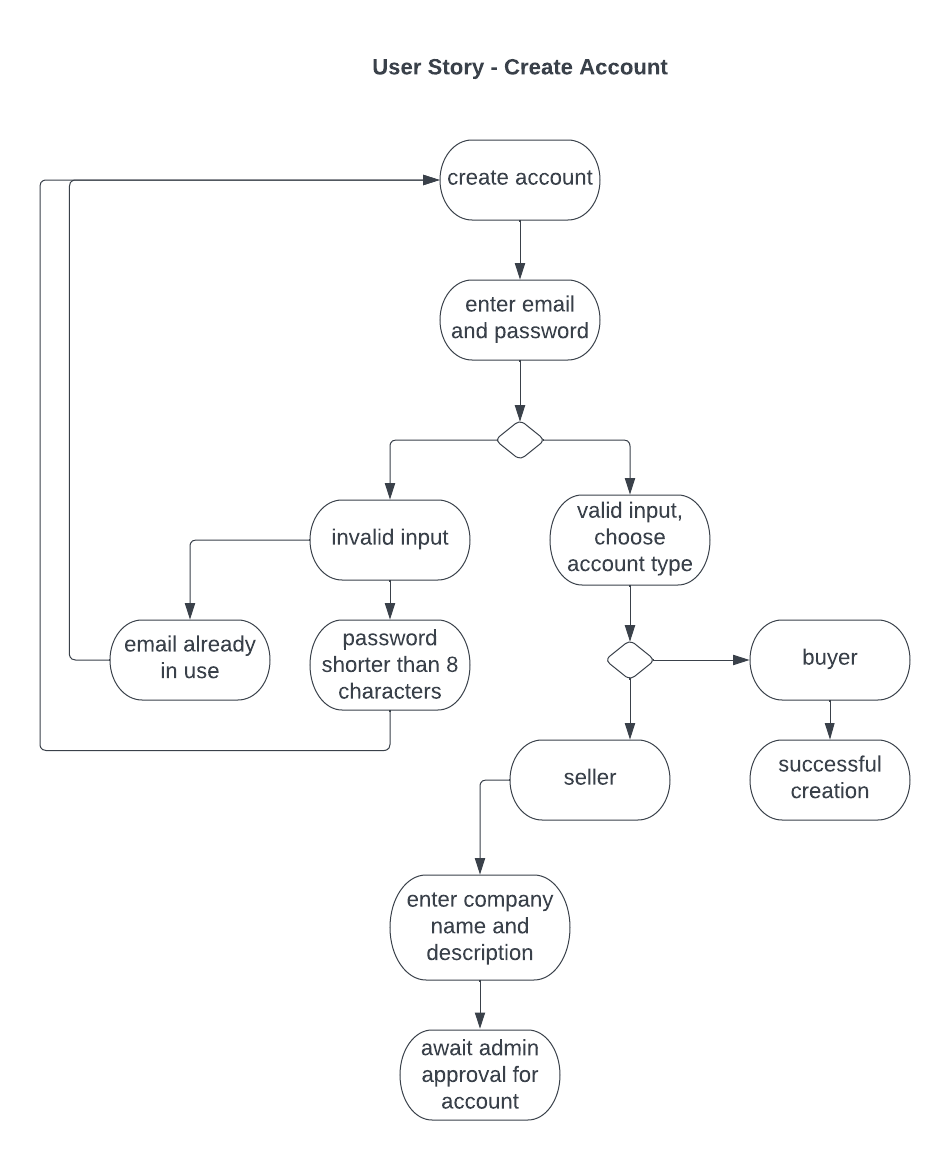 User Story - Create Account
create account
enter email
and password
invalid input
valid input,
choose
account type
email already
in use
password
shorter than 8
characters
buyer
seller
successful
creation
enter company
name and
description
await admin
approval for
account